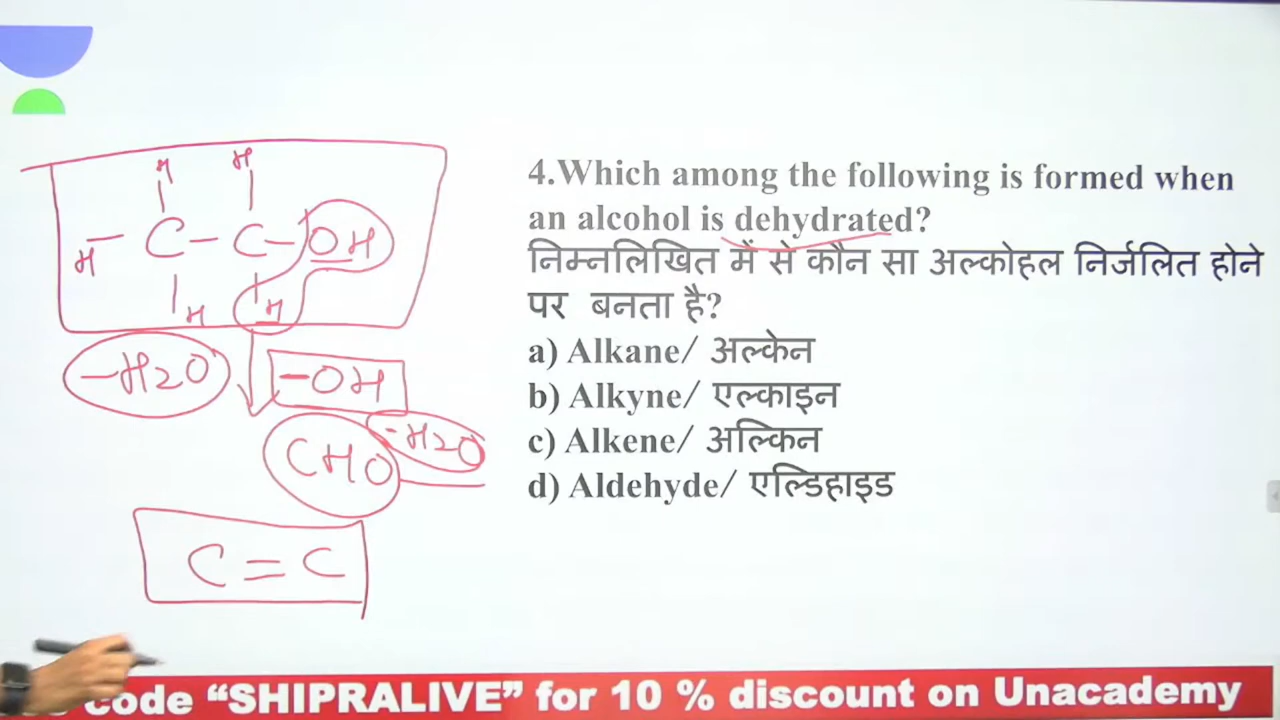 H H
H – C – C – OH
H H
–H2O –OH
–H2O
CHO
C = C
4.Which among the following is formed when
an alcohol is dehydrated?
निम्नलिखित में से कौन सा अल्कोहल निर्जलित होने
पर बनता है?
a) Alkane/ अल्केन
b) Alkyne/ एल्काइन
c) Alkene/ अल्किन
d) Aldehyde/ एल्डिहाइड
code “SHIPRALIVE” for 10 % discount on Unacademy